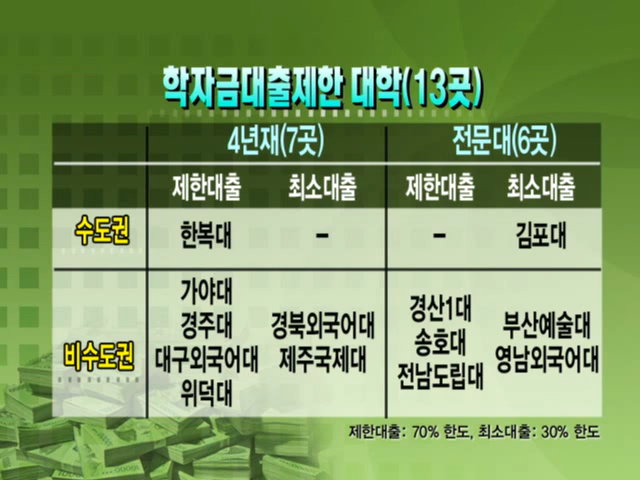 학자금대출제한 대학(13곳)
4년재(7곳) 전문대(6곳)
제한대출 최소대출 제한대출 최소대출
수도권 한복대 - - 김포대
비수도권
가야대
경주대
대구외국어대
위덕대
경북외국어대
제주국제대
경산1대
송호대
전남도립대
부산예술대
영남외국어대
제한대출: 70% 한도, 최소대출: 30% 한도